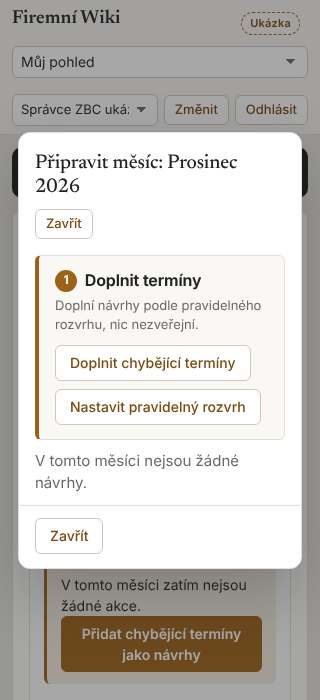 Firemní Wiki
Ukázka
Můj pohled
Správce ZBC uká
Změnit
Odhlásit
Připravit měsíc: Prosinec
2026
Zavřít
1 Doplnit termíny
Doplní návrhy podle pravidelného
rozvrhu, nic nezveřejní.
Doplnit chybějící termíny
Nastavit pravidelný rozvrh
V tomto měsíci nejsou žádné
návrhy.
Zavřít
V tomto měsíci zatím nejsou
žádné akce.
Přidat chybějící termíny
jako návrhy